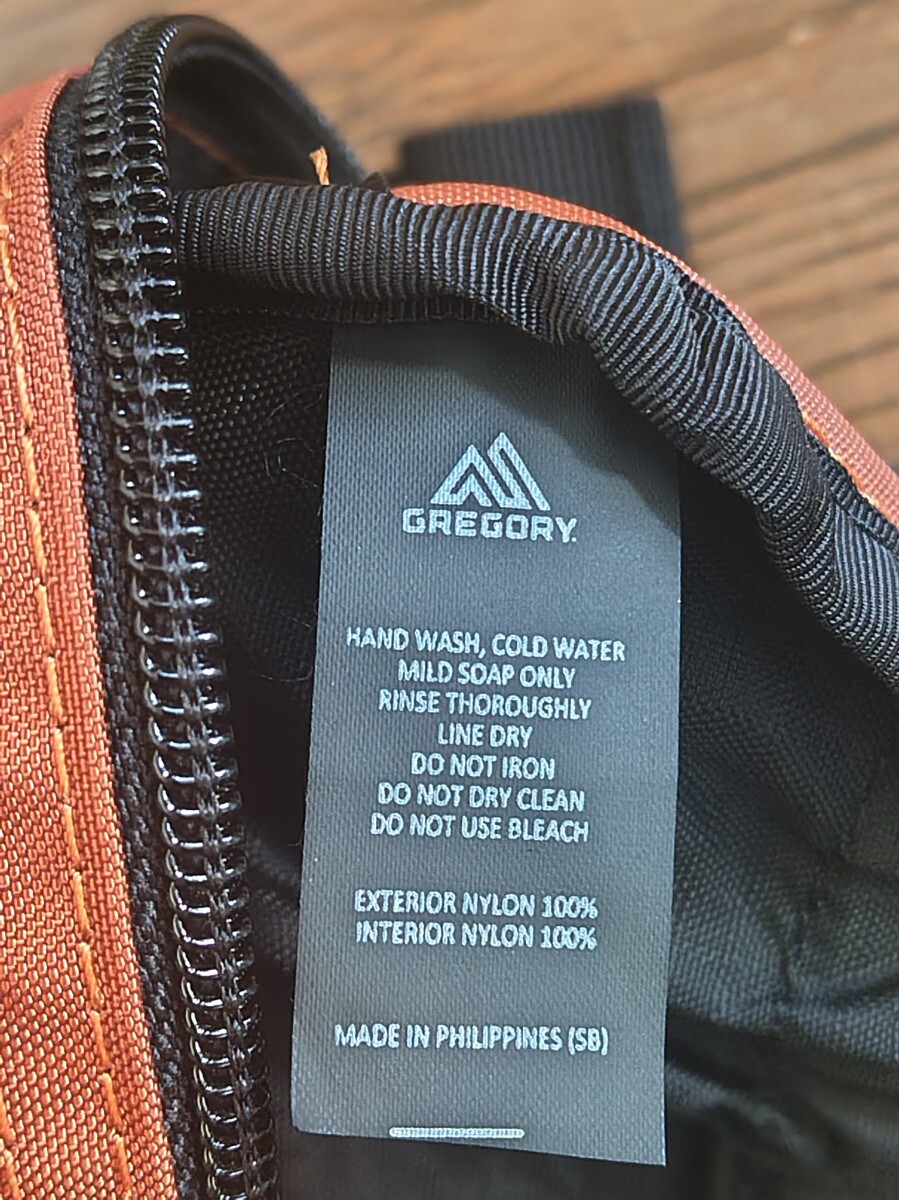 GREGORY.
HAND WASH, COLD WATER
MILD SOAP ONLY
RINSE THOROUGHLY
LINE DRY
DO NOT IRON
DO NOT DRY CLEAN
DO NOT USE BLEACH
EXTERIOR NYLON 100%
INTERIOR NYLON 100%
MADE IN PHILIPPINES (SB)